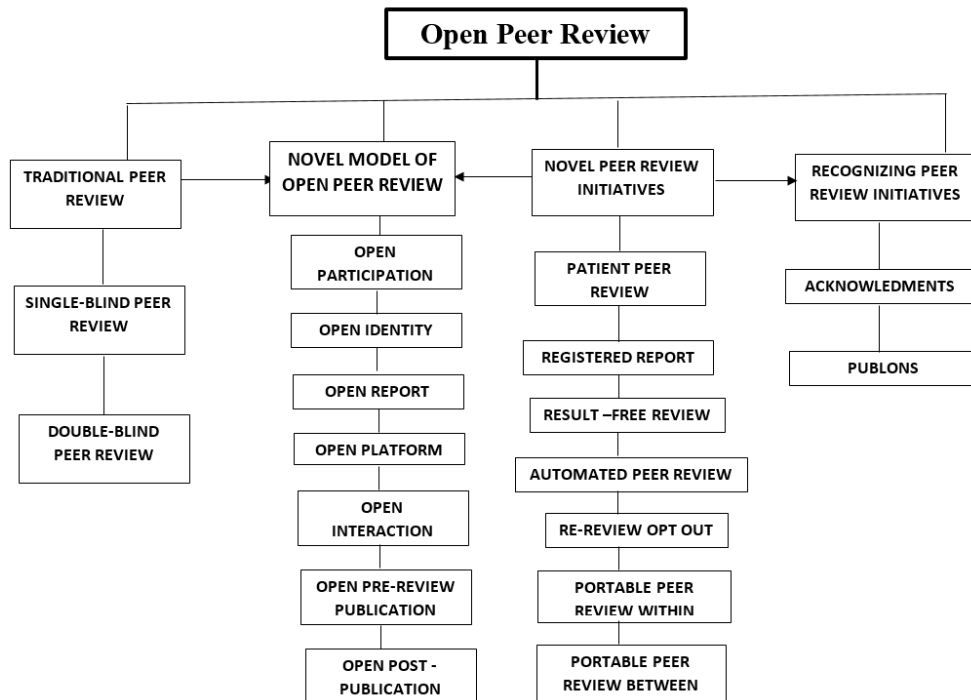 Open Peer Review
TRADITIONAL PEER
REVIEW
SINGLE-BLIND PEER
REVIEW
DOUBLE-BLIND
PEER REVIEW
NOVEL MODEL OF
OPEN PEER REVIEW
OPEN
PARTICIPATION
OPEN IDENTITY
OPEN REPORT
OPEN PLATFORM
OPEN
INTERACTION
OPEN PRE-REVIEW
PUBLICATION
OPEN POST -
PUBLICATION
NOVEL PEER REVIEW
INITIATIVES
PATIENT PEER
REVIEW
REGISTERED REPORT
RESULT –FREE REVIEW
AUTOMATED PEER REVIEW
RE-REVIEW OPT OUT
PORTABLE PEER
REVIEW WITHIN
PORTABLE PEER
REVIEW BETWEEN
RECOGNIZING PEER
REVIEW INITIATIVES
ACKNOWLEDMENTS
PUBLONS